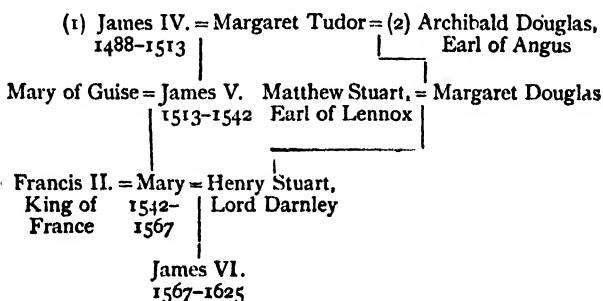 (1) James IV. = Margaret Tudor = (2) Archibald Douglas,
1488-1513 Earl of Angus
Mary of Guise = James V. Matthew Stuart, = Margaret Douglas
1513-1542 Earl of Lennox
Francis II. = Mary = Henry Stuart,
King of 1542- Lord Darnley
France 1567
James VI.
1567-1625